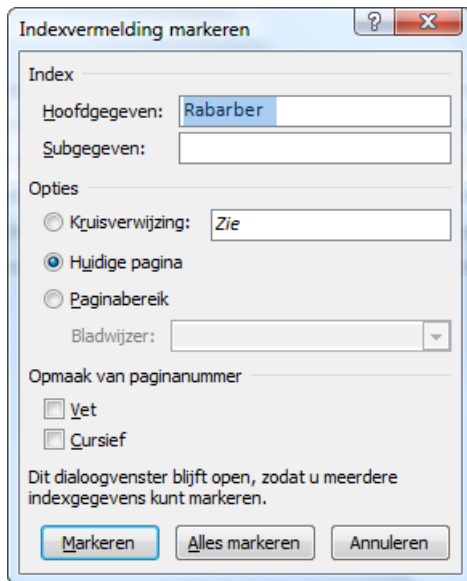 Indexvermelding markeren
Index
Hoofdgegeven: Rabarber
Subgegeven:
Opties
Kruisverwijzing: Zie
Huidige pagina
Paginabereik
Bladwijzer:
Opmaak van paginanummer
Vet
Cursief
Dit dialoogvenster blijft open, zodat u meerdere
indexgegevens kunt markeren.
Markeren Alles markeren Annuleren